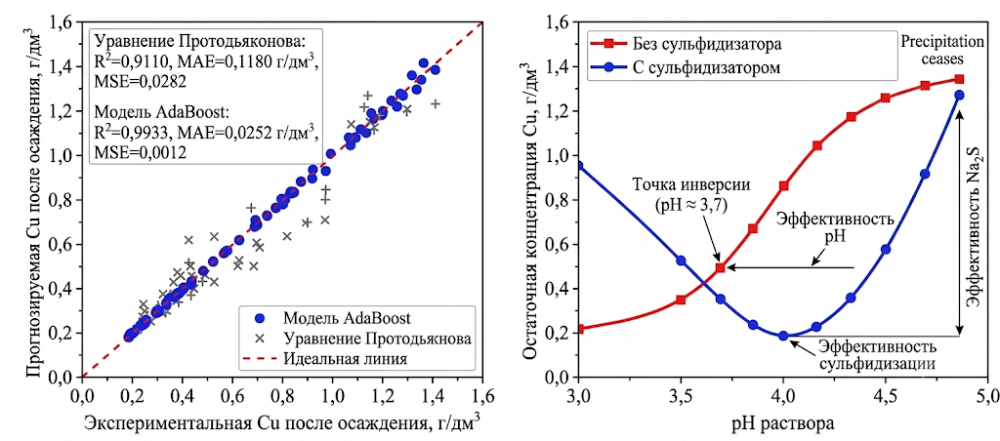 Прогнозируемая Cu после осаждения, г/дм³
1,6
1,4
1,2
1,0
0,8
0,6
0,4
0,2
0,0
Уравнение Протодьяконова:
R²=0,9110, MAE=0,1180 г/дм³,
MSE=0,0282
Модель AdaBoost:
R²=0,9933, MAE=0,0252 г/дм³,
MSE=0,0012
Модель AdaBoost
Уравнение Протодьжнова
Идеальная линия
0,0 0,2 0,4 0,6 0,8 1,0 1,2 1,4 1,6
Экспериментальная Cu после осаждения, г/дм³
Остаточная концентрация Cu, г/дм³
1,6
1,4
1,2
1,0
0,8
0,6
0,4
0,2
0,0
Без сульфидизатора
С сульфидизатором
Precipitation
ceases
Точка инверсии
(pH ≈ 3,7)
Эффективность
pH
Эффективность Na₂S
Эффективность
сульфидизации
3,0 3,5 4,0 4,5 5,0
pH раствора